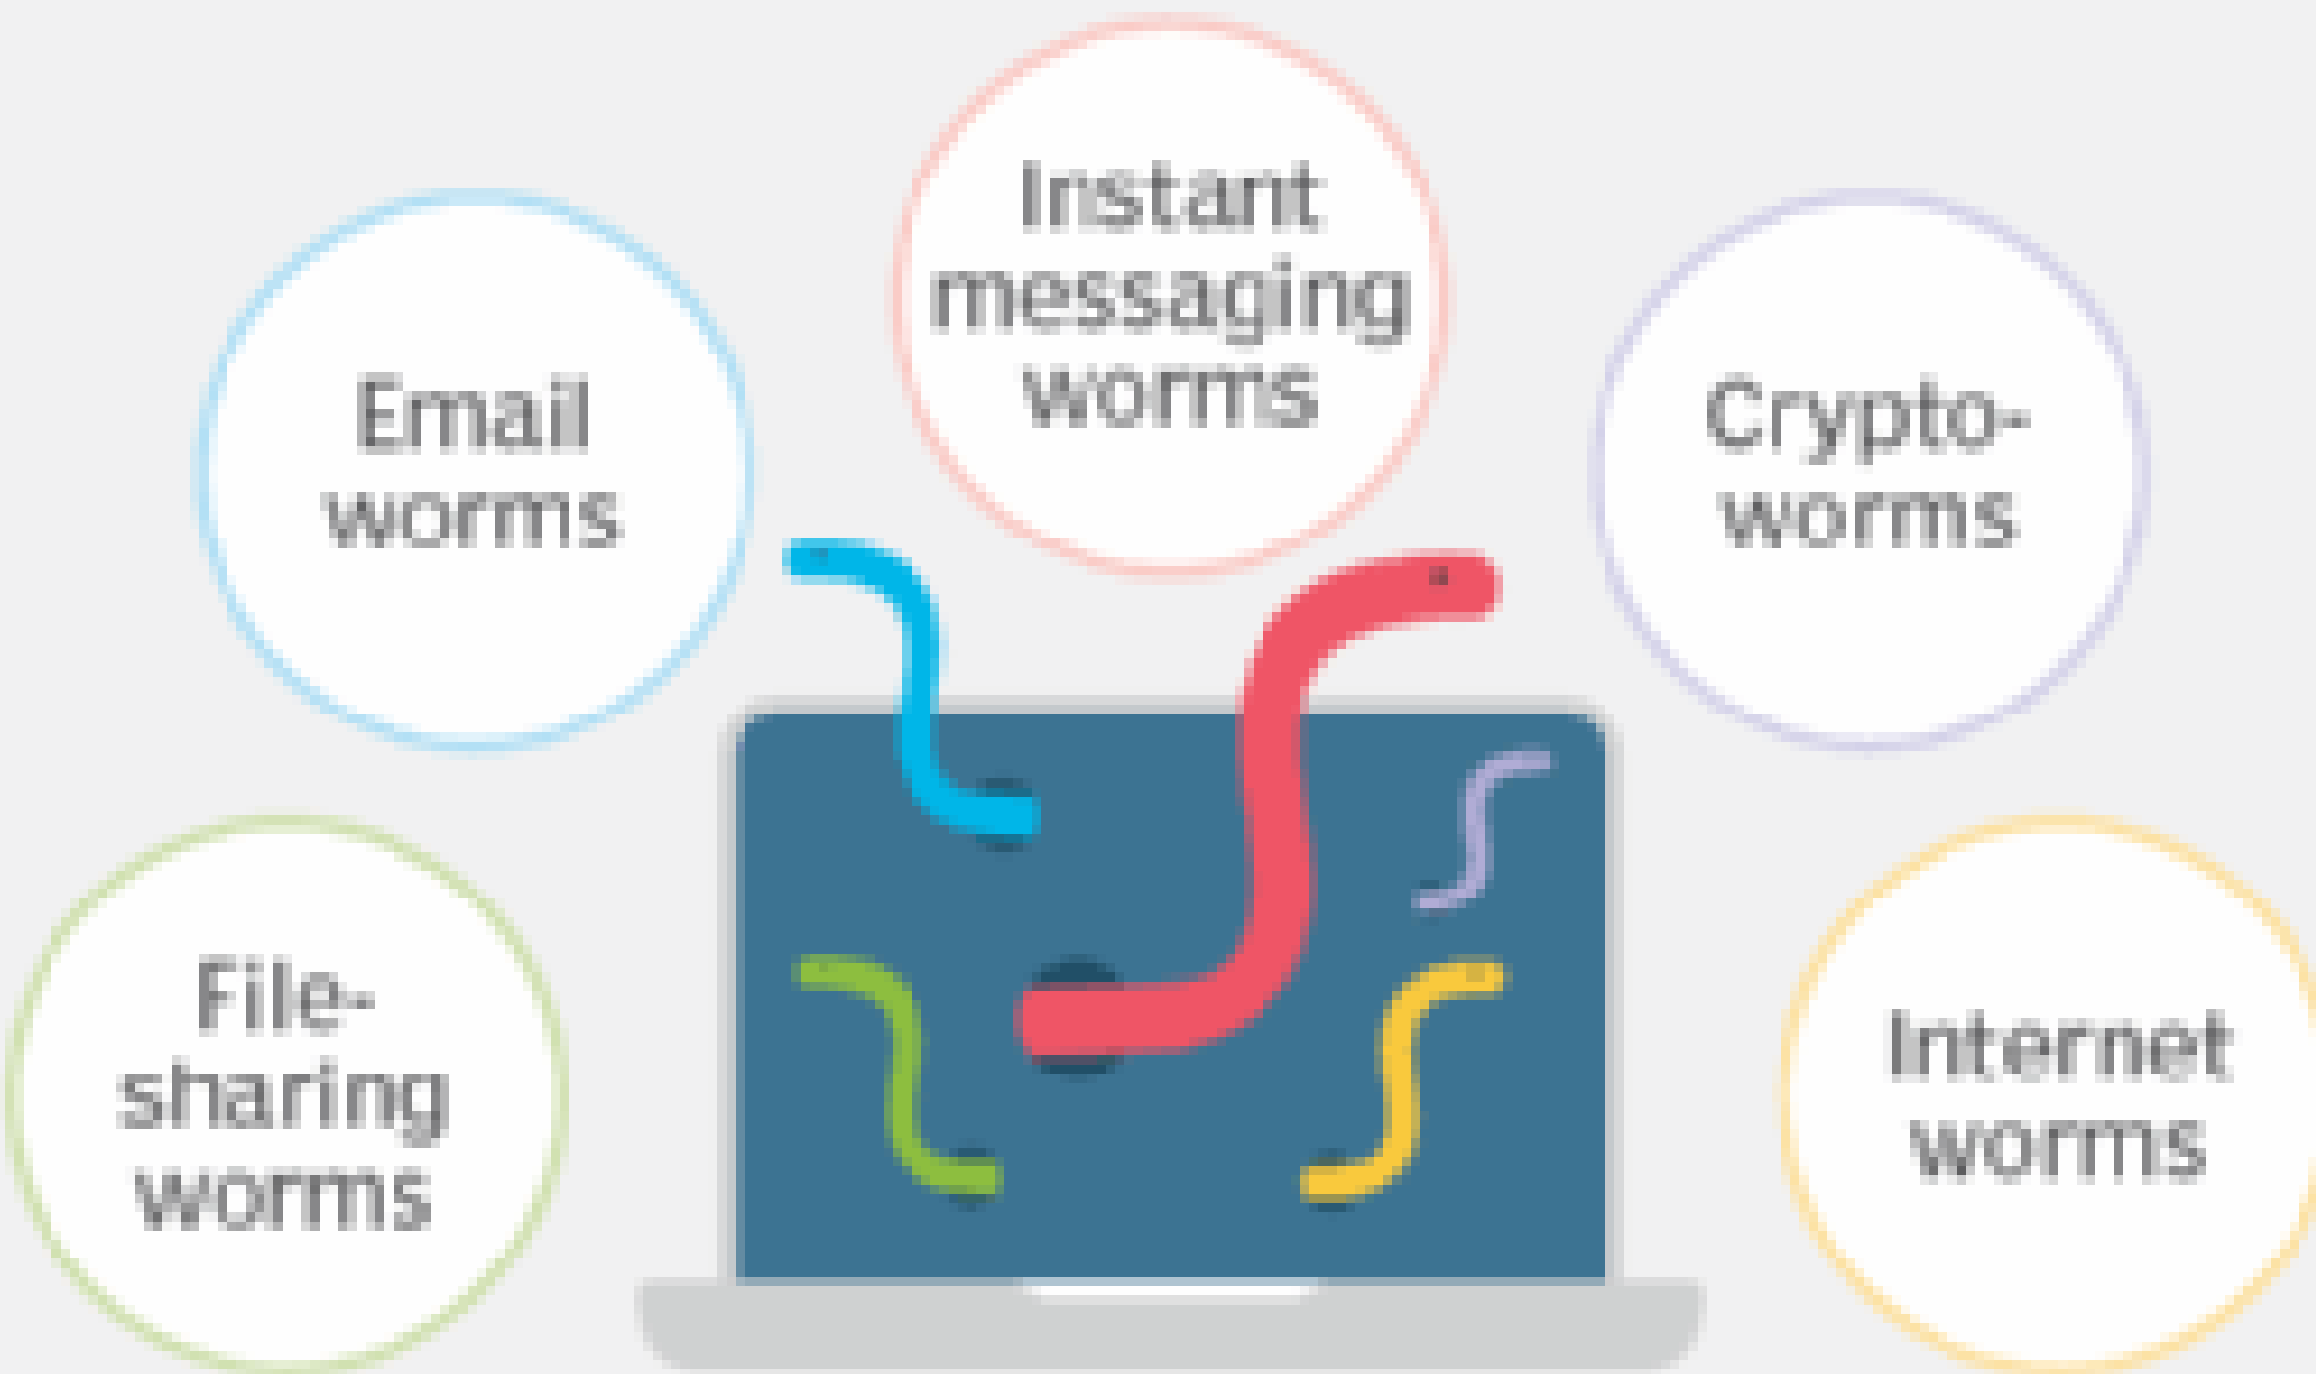 Instant
messaging
worms
Email
worms
Crypto-
worms
File-
sharing
worms
Internet
worms